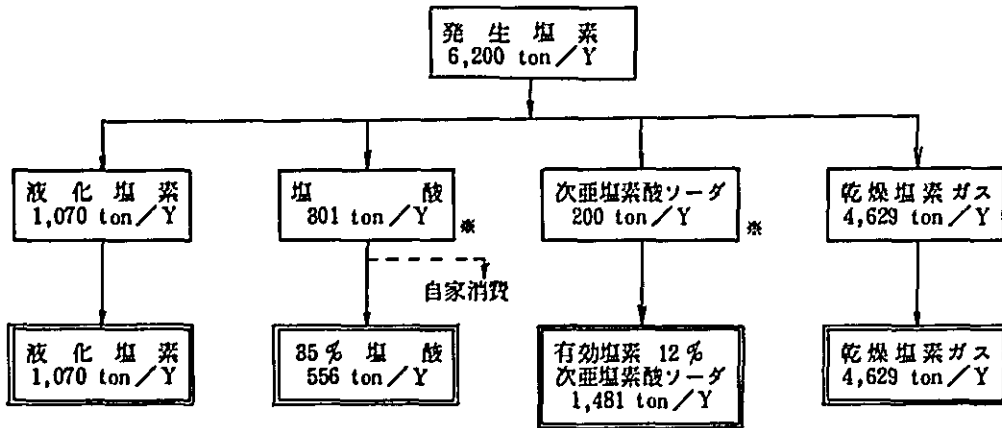 発生塩素
6,200 ton/Y
液化塩素
1,070 ton/Y
塩酸
301 ton/Y
※
次亜塩素酸ソーダ
200 ton/Y
※
乾燥塩素ガス
4,629 ton/Y
自家消費
液化塩素
1,070 ton/Y
35% 塩酸
556 ton/Y
有効塩素 12%
次亜塩素酸ソーダ
1,481 ton/Y
乾燥塩素ガス
4,629 ton/Y